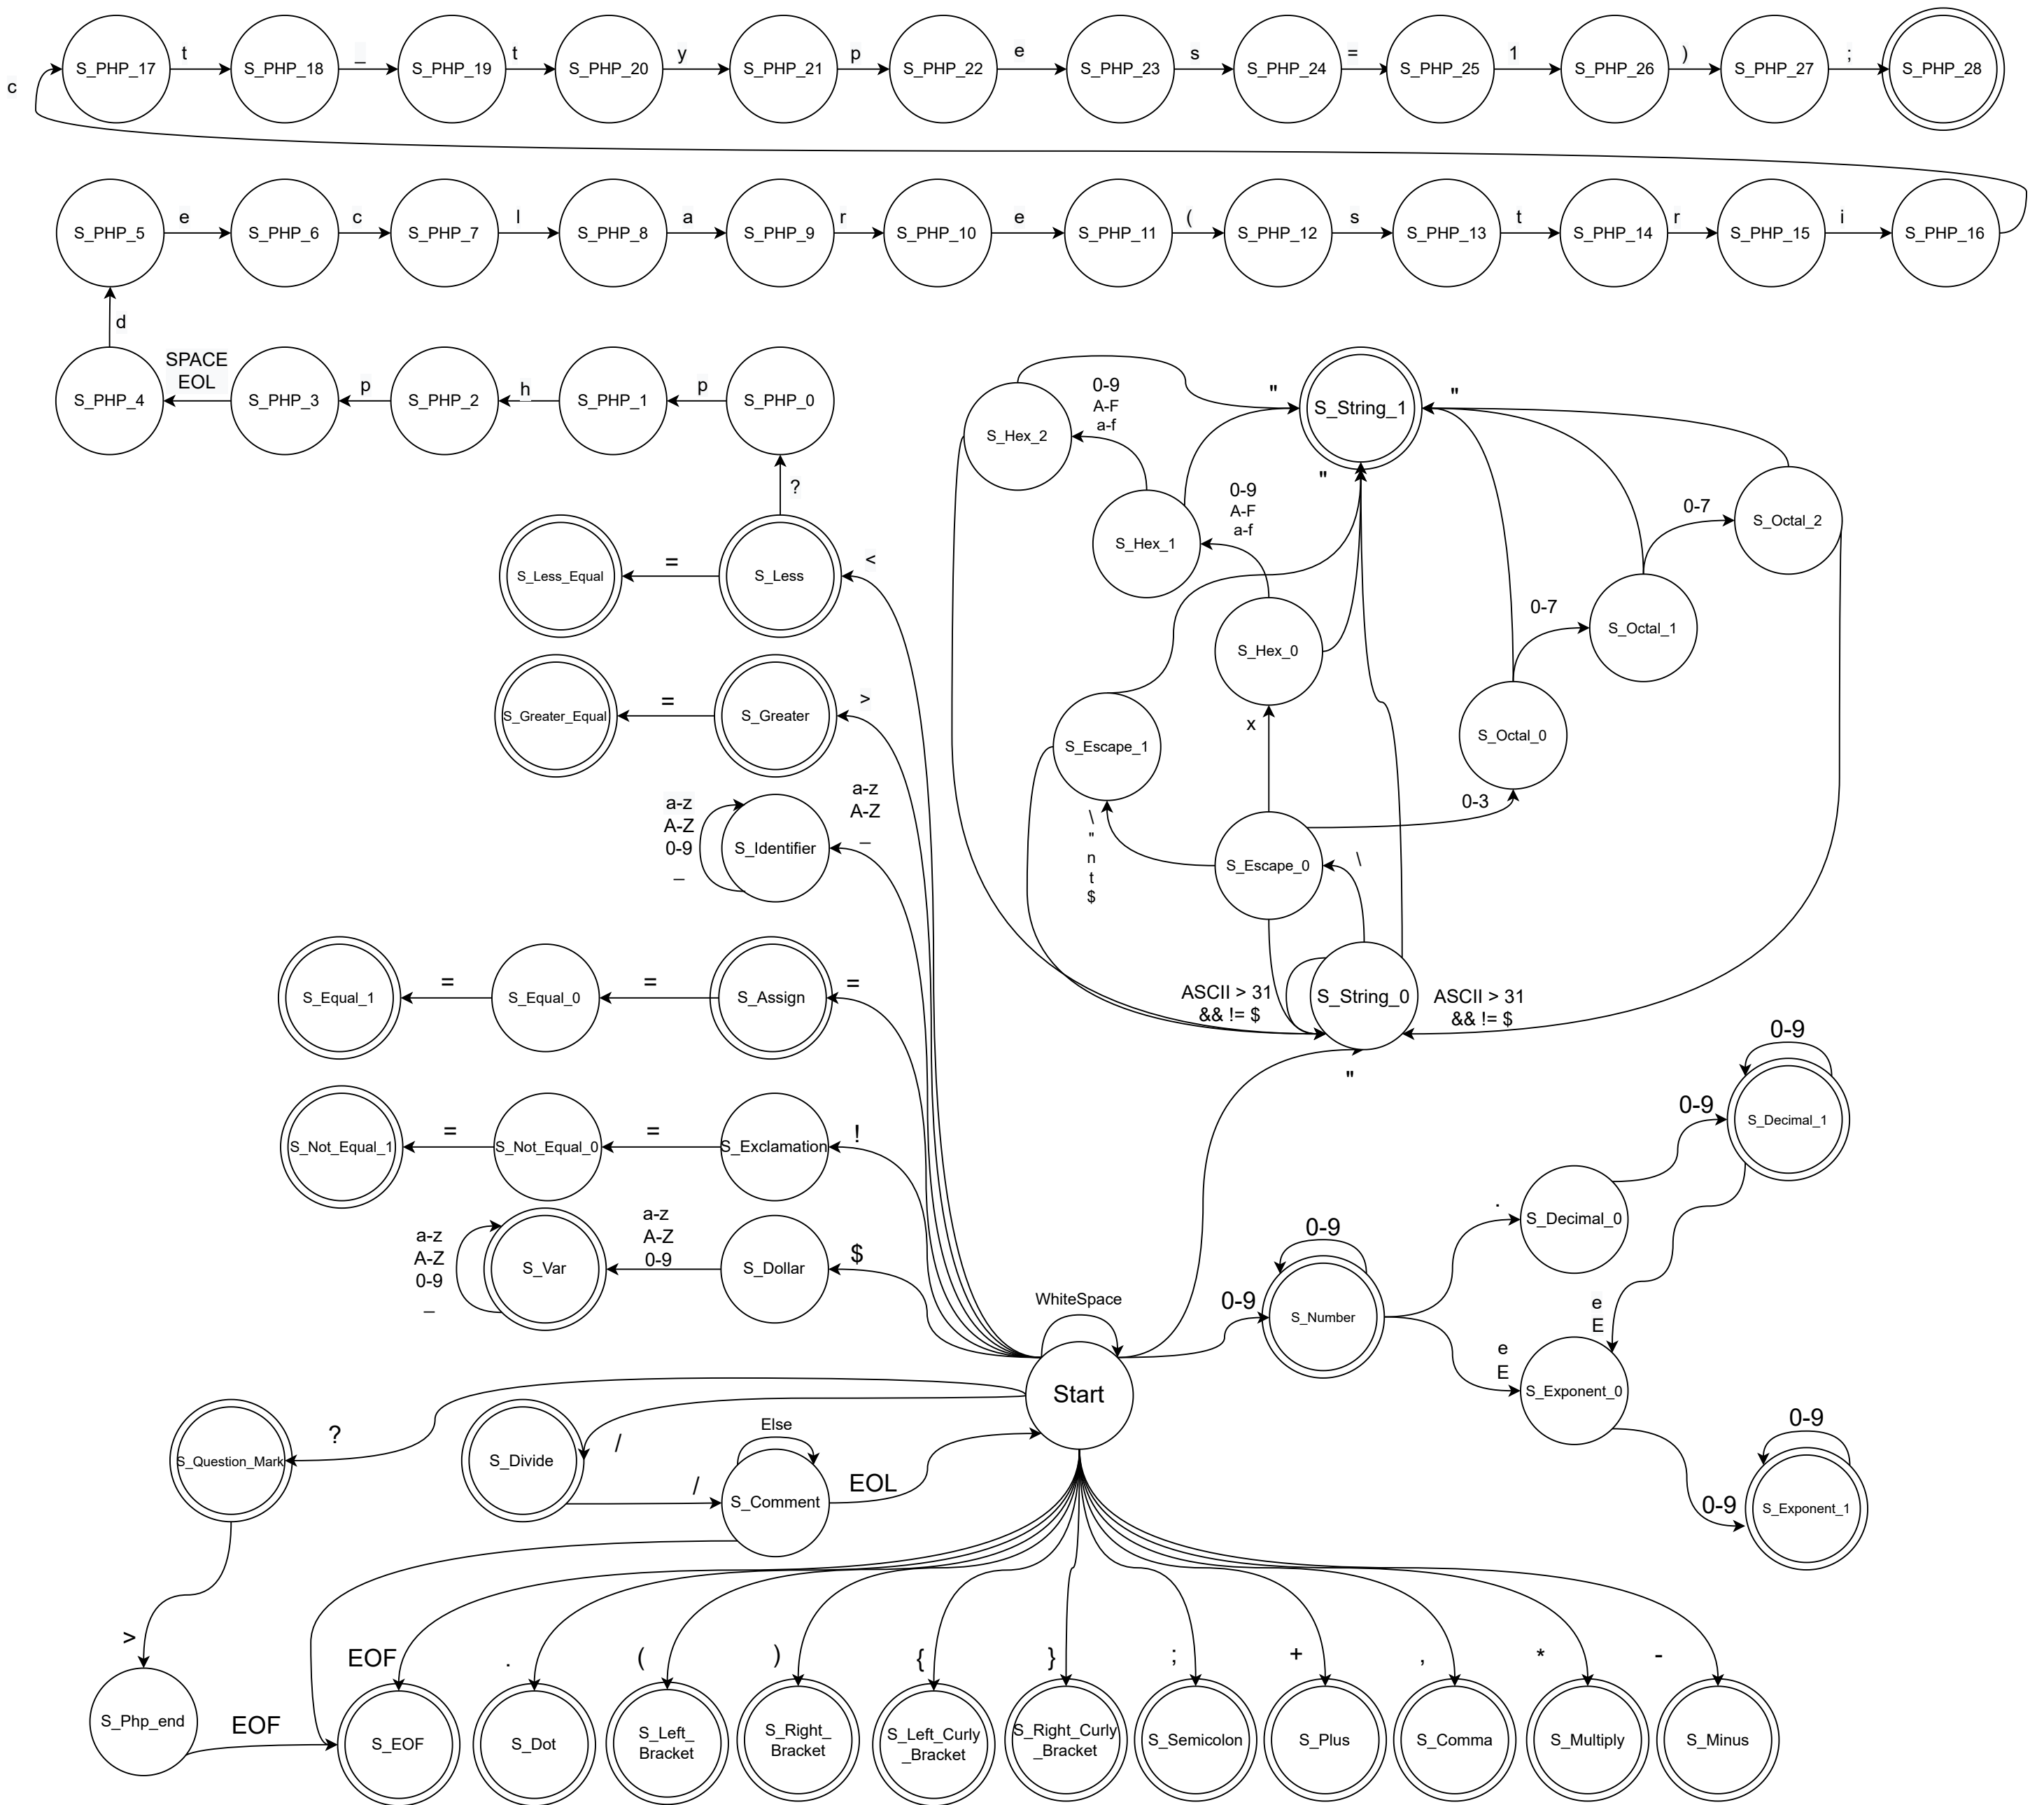 S_PHP_17
t
S_PHP_18
_
S_PHP_19
t
S_PHP_20
y
S_PHP_21
p
S_PHP_22
e
S_PHP_23
s
S_PHP_24
=
S_PHP_25
1
S_PHP_26
)
S_PHP_27
;
S_PHP_28
c
S_PHP_5
e
S_PHP_6
c
S_PHP_7
l
S_PHP_8
a
S_PHP_9
r
S_PHP_10
e
S_PHP_11
(
S_PHP_12
s
S_PHP_13
t
S_PHP_14
r
S_PHP_15
i
S_PHP_16
d
S_PHP_4
SPACE
EOL
S_PHP_3
p
S_PHP_2
h
S_PHP_1
p
S_PHP_0
?
S_Less_Equal
=
S_Less
<
S_Greater_Equal
=
S_Greater
>
a-z
A-Z
0-9
_
S_Identifier
a-z
A-Z
_
S_Equal_1
=
S_Equal_0
=
S_Assign
=
S_Not_Equal_1
=
S_Not_Equal_0
=
S_Exclamation
!
a-z
A-Z
0-9
_
S_Var
a-z
A-Z
0-9
S_Dollar
$
S_Hex_2
0-9
A-F
a-f
"
S_String_1
"
S_Hex_1
0-9
A-F
a-f
"
S_Octal_2
0-7
S_Octal_1
0-7
S_Hex_0
S_Octal_0
0-3
x
S_Escape_1
\
"
n
t
$
S_Escape_0
\
ASCII > 31
&& != $
S_String_0
ASCII > 31
&& != $
"
0-9
S_Decimal_1
0-9
S_Decimal_0
.
0-9
S_Number
0-9
e
E
e
E
S_Exponent_0
0-9
S_Exponent_1
0-9
WhiteSpace
Start
S_Question_Mark
?
S_Divide
/
/
Else
S_Comment
EOL
>
S_Php_end
EOF
EOF
S_EOF
.
S_Dot
(
S_Left_
Bracket
)
S_Right_
Bracket
{
S_Left_Curly
_Bracket
}
S_Right_Curly
_Bracket
;
S_Semicolon
+
S_Plus
,
S_Comma
*
S_Multiply
-
S_Minus